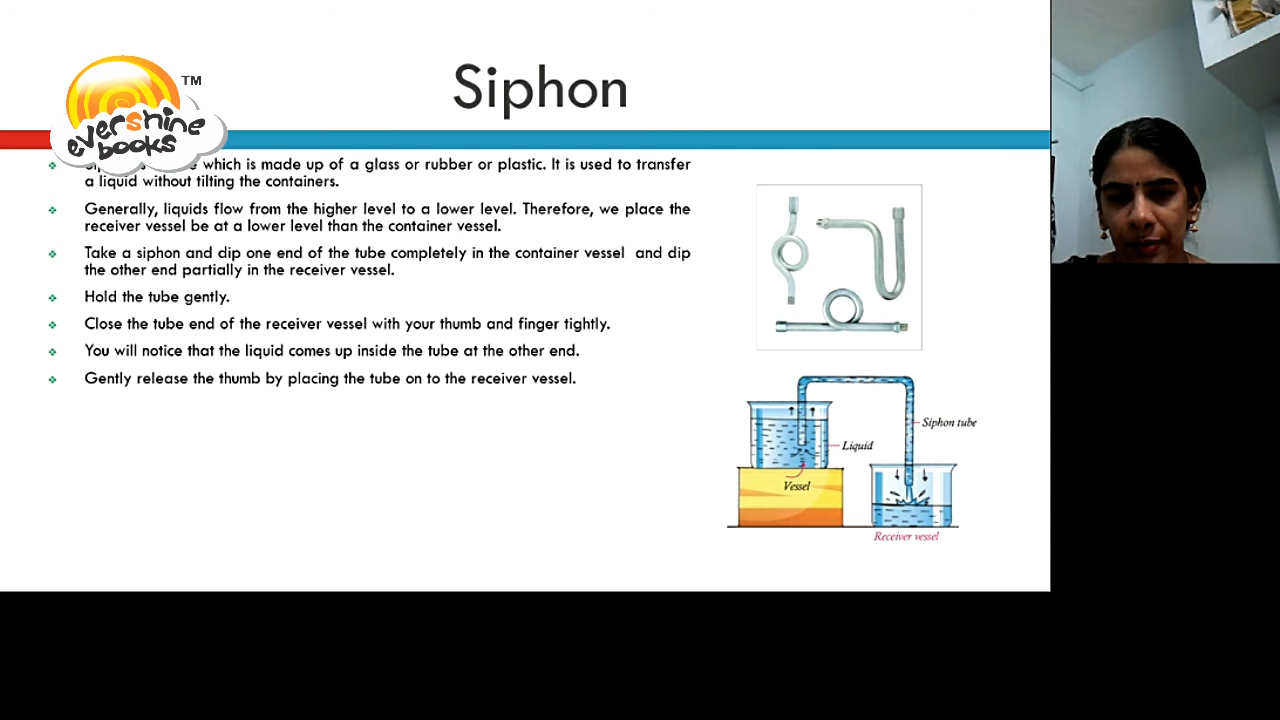 Siphon
TM
evershine
books
which is made up of a glass or rubber or plastic. It is used to transfer
a liquid without tilting the containers.
Generally, liquids flow from the higher level to a lower level. Therefore, we place the
receiver vessel be at a lower level than the container vessel.
Take a siphon and dip one end of the tube completely in the container vessel and dip
the other end partially in the receiver vessel.
Hold the tube gently.
Close the tube end of the receiver vessel with your thumb and finger tightly.
You will notice that the liquid comes up inside the tube at the other end.
Gently release the thumb by placing the tube on to the receiver vessel.
Siphon tube
Liquid
Vessel
Receiver vessel